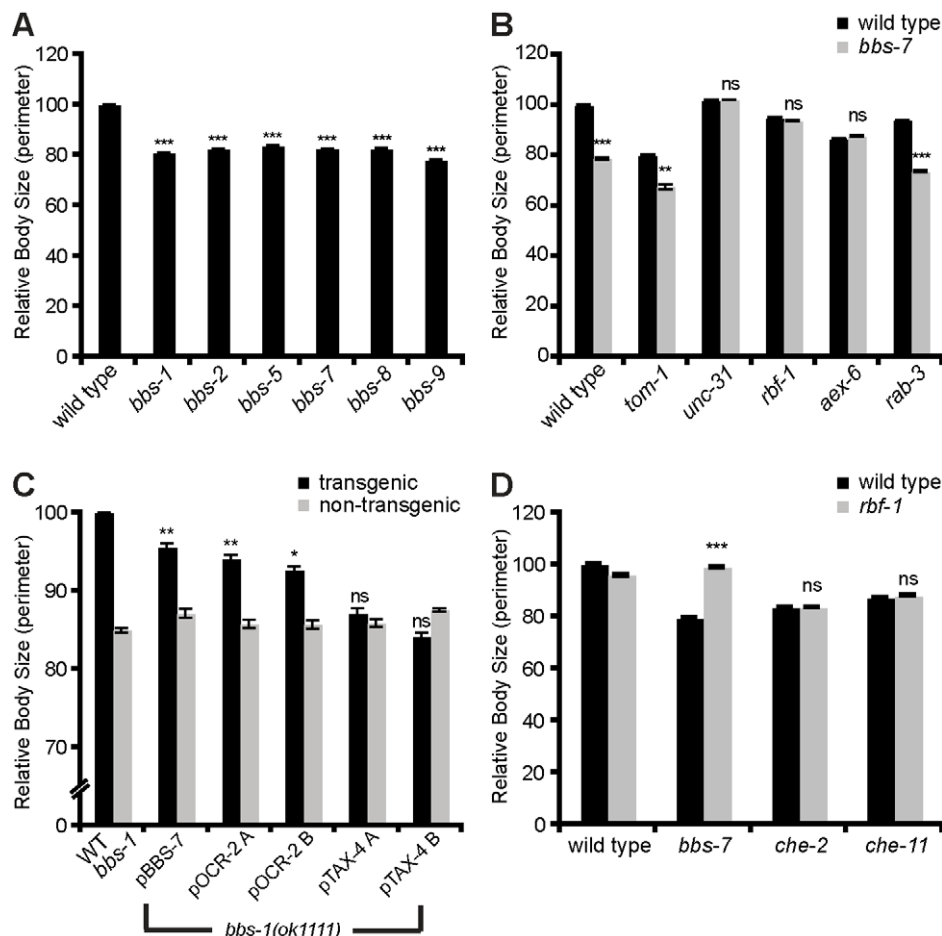 A
Relative Body Size (perimeter)
120
100
80
60
40
20
0
***
***
***
***
***
***
wild type
bbs-1
bbs-2
bbs-5
bbs-7
bbs-8
bbs-9
B
wild type
bbs-7
Relative Body Size (perimeter)
120
100
80
60
40
20
0
***
**
ns
ns
ns
***
wild type
tom-1
unc-31
rbf-1
aex-6
rab-3
C
transgenic
non-transgenic
Relative Body Size (perimeter)
100
90
80
70
0
**
**
*
ns
ns
WT
bbs-1
pBBS-7
pOCR-2 A
pOCR-2 B
pTAX-4 A
pTAX-4 B
bbs-1(ok1111)
D
wild type
rbf-1
Relative Body Size (perimeter)
120
100
80
60
40
20
0
***
ns
ns
wild type
bbs-7
che-2
che-11